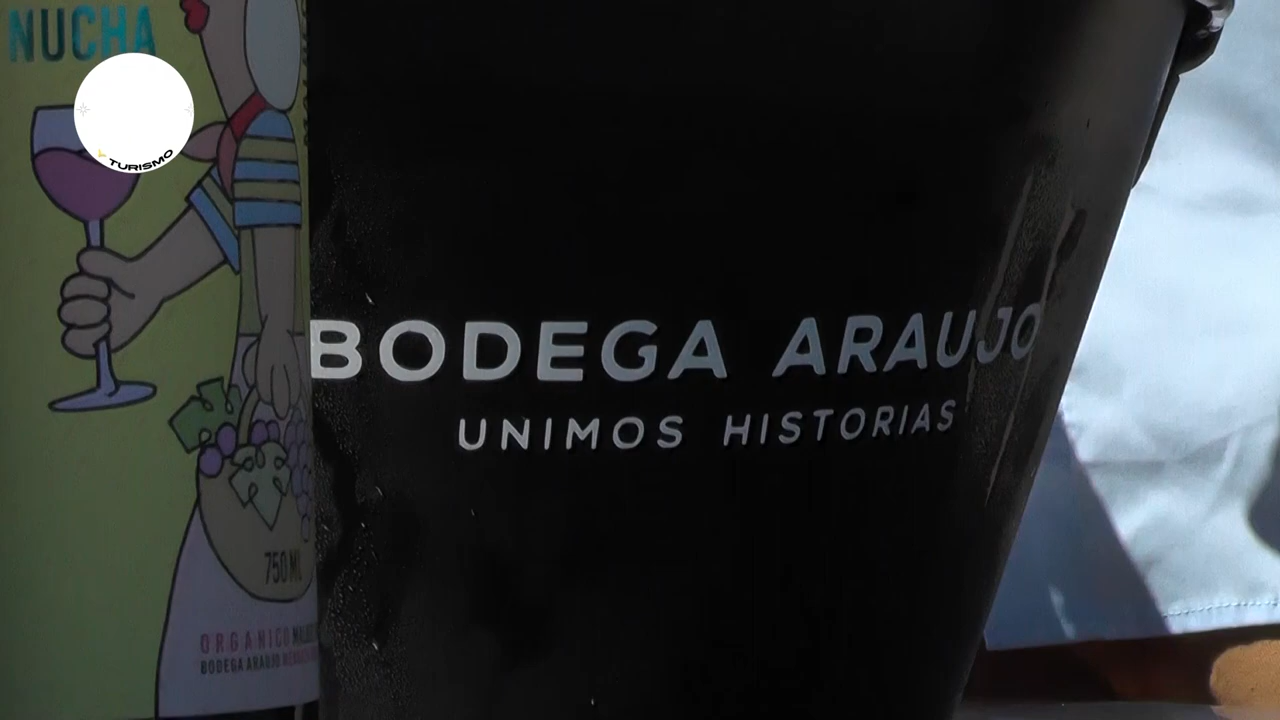 NUCHA
TURISMO
BODEGA ARAUJO
UNIMOS HISTORIAS
750 ML
ORGANICO
BODEGA ARAUJO